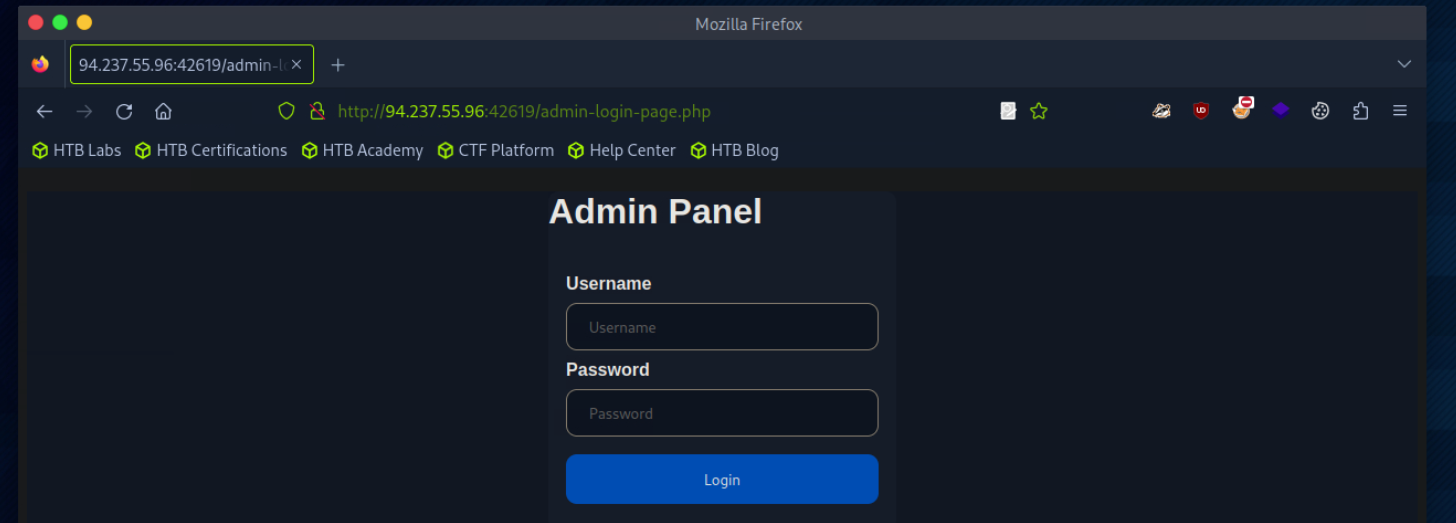 Mozilla Firefox
94.237.55.96:42619/admin-l
http://94.237.55.96:42619/admin-login-page.php
HTB Labs HTB Certifications HTB Academy CTF Platform Help Center HTB Blog
Admin Panel
Username
Username
Password
Password
Login